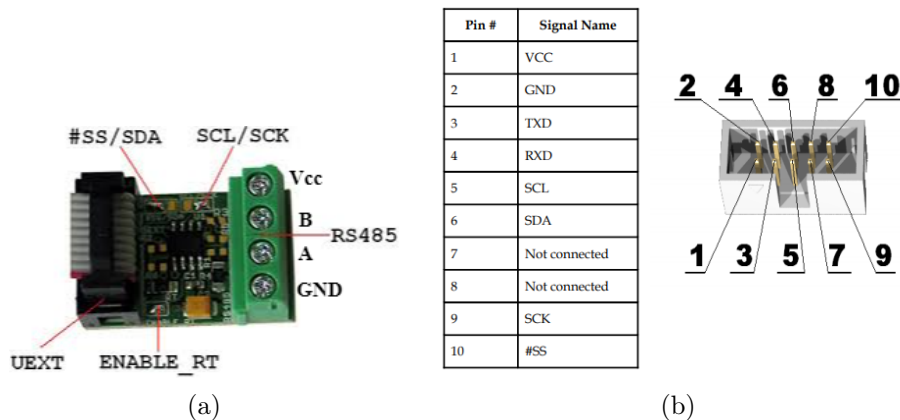 #SS/SDA
SCL/SCK
Vcc
B
RS485
A
GND
UEXT
ENABLE_RT
(a)
Pin # Signal Name
1 VCC
2 GND
3 TXD
4 RXD
5 SCL
6 SDA
7 Not connected
8 Not connected
9 SCK
10 #SS
2 4 6 8 10
1 3 5 7 9
(b)